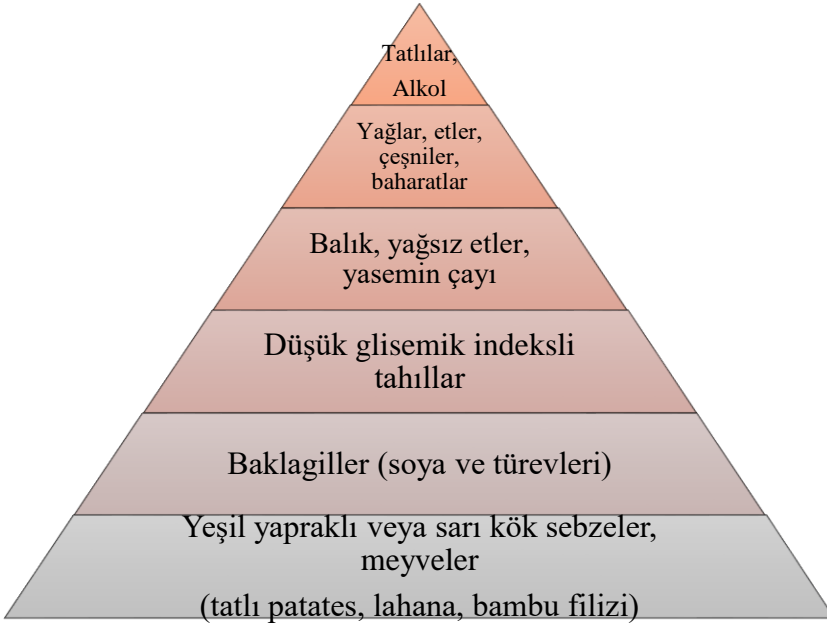 Tatlılar,
Alkol
Yağlar, etler,
çeşniler,
baharatlar
Balık, yağsız etler,
yasemin çayı
Düşük glisemik indeksli
tahıllar
Baklagiller (soya ve türevleri)
Yeşil yapraklı veya sarı kök sebzeler,
meyveler
(tatlı patates, lahana, bambu filizi)